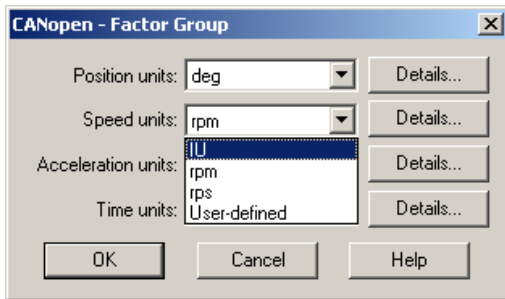 CANopen - Factor Group
Position units: deg Details...
Speed units: rpm Details...
IU
Acceleration units: rpm Details...
rps
Time units: User-defined Details...
OK Cancel Help